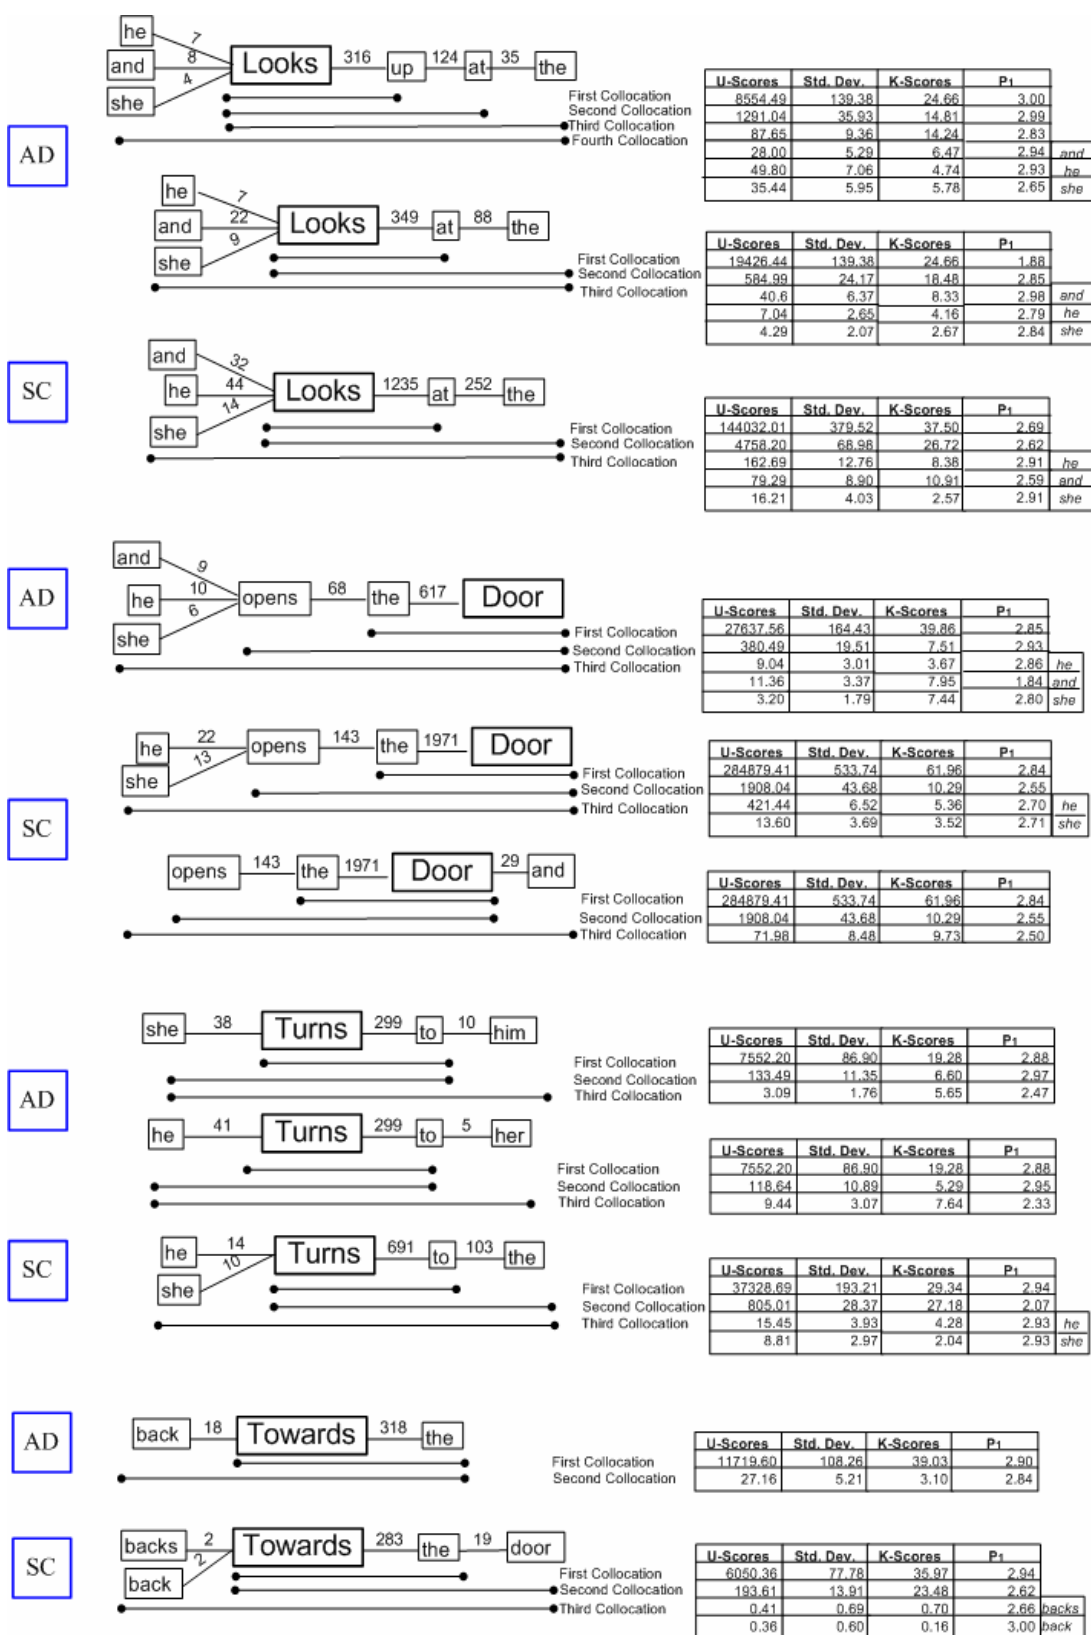 he 7
and 8 Looks 316 up 124 at 35 the
she 4
First Collocation
Second Collocation
Third Collocation
Fourth Collocation
U-Scores Std. Dev. K-Scores P1
8554.49 139.38 24.66 3.00
1291.04 35.93 14.81 2.99
87.65 9.36 14.24 2.83
28.00 5.29 6.47 2.94 and
49.80 7.06 4.74 2.93 he
35.44 5.95 5.78 2.65 she
AD
he 7
and 22 Looks 349 at 88 the
she 9
First Collocation
Second Collocation
Third Collocation
U-Scores Std. Dev. K-Scores P1
19426.44 139.38 24.66 1.88
584.99 24.17 18.48 2.85
40.6 6.37 8.33 2.98 and
7.04 2.65 4.16 2.79 he
4.29 2.07 2.67 2.84 she
SC
and 32
he 44 Looks 1235 at 252 the
she 14
First Collocation
Second Collocation
Third Collocation
U-Scores Std. Dev. K-Scores P1
144032.01 379.52 37.50 2.69
4758.20 68.98 26.72 2.62
162.69 12.76 8.38 2.91 he
79.29 8.90 10.91 2.59 and
16.21 4.03 2.57 2.91 she
AD
and 9
he 10 opens 68 the 617 Door
she 6
First Collocation
Second Collocation
Third Collocation
U-Scores Std. Dev. K-Scores P1
27637.56 164.43 39.86 2.85
380.49 19.51 7.51 2.93
9.04 3.01 3.67 2.86 he
11.36 3.37 7.95 1.84 and
3.20 1.79 7.44 2.80 she
SC
he 22 opens 143 the 1971 Door
she 13
First Collocation
Second Collocation
Third Collocation
U-Scores Std. Dev. K-Scores P1
284879.41 533.74 61.96 2.84
1908.04 43.68 10.29 2.55
421.44 6.52 5.36 2.70 he
13.60 3.69 3.52 2.71 she
opens 143 the 1971 Door 29 and
First Collocation
Second Collocation
Third Collocation
U-Scores Std. Dev. K-Scores P1
284879.41 533.74 61.96 2.84
1908.04 43.68 10.29 2.55
71.98 8.48 9.73 2.50
AD
she 38 Turns 299 to 10 him
First Collocation
Second Collocation
Third Collocation
U-Scores Std. Dev. K-Scores P1
7552.20 86.90 19.28 2.88
133.49 11.35 6.60 2.97
3.09 1.76 5.65 2.47
he 41 Turns 299 to 5 her
First Collocation
Second Collocation
Third Collocation
U-Scores Std. Dev. K-Scores P1
7552.20 86.90 19.28 2.88
118.64 10.89 5.29 2.95
9.44 3.07 7.64 2.33
SC
he 14 Turns 691 to 103 the
she 10
First Collocation
Second Collocation
Third Collocation
U-Scores Std. Dev. K-Scores P1
37328.69 193.21 29.34 2.94
805.01 28.37 27.18 2.07
15.45 3.93 4.28 2.93 he
8.81 2.97 2.04 2.93 she
AD
back 18 Towards 318 the
First Collocation
Second Collocation
U-Scores Std. Dev. K-Scores P1
11719.60 108.26 39.03 2.90
27.16 5.21 3.10 2.84
SC
backs 2 Towards 283 the 19 door
back 2
First Collocation
Second Collocation
Third Collocation
U-Scores Std. Dev. K-Scores P1
6050.36 77.78 35.97 2.94
193.61 13.91 23.48 2.62
0.41 0.69 0.70 2.66 backs
0.36 0.60 0.16 3.00 back